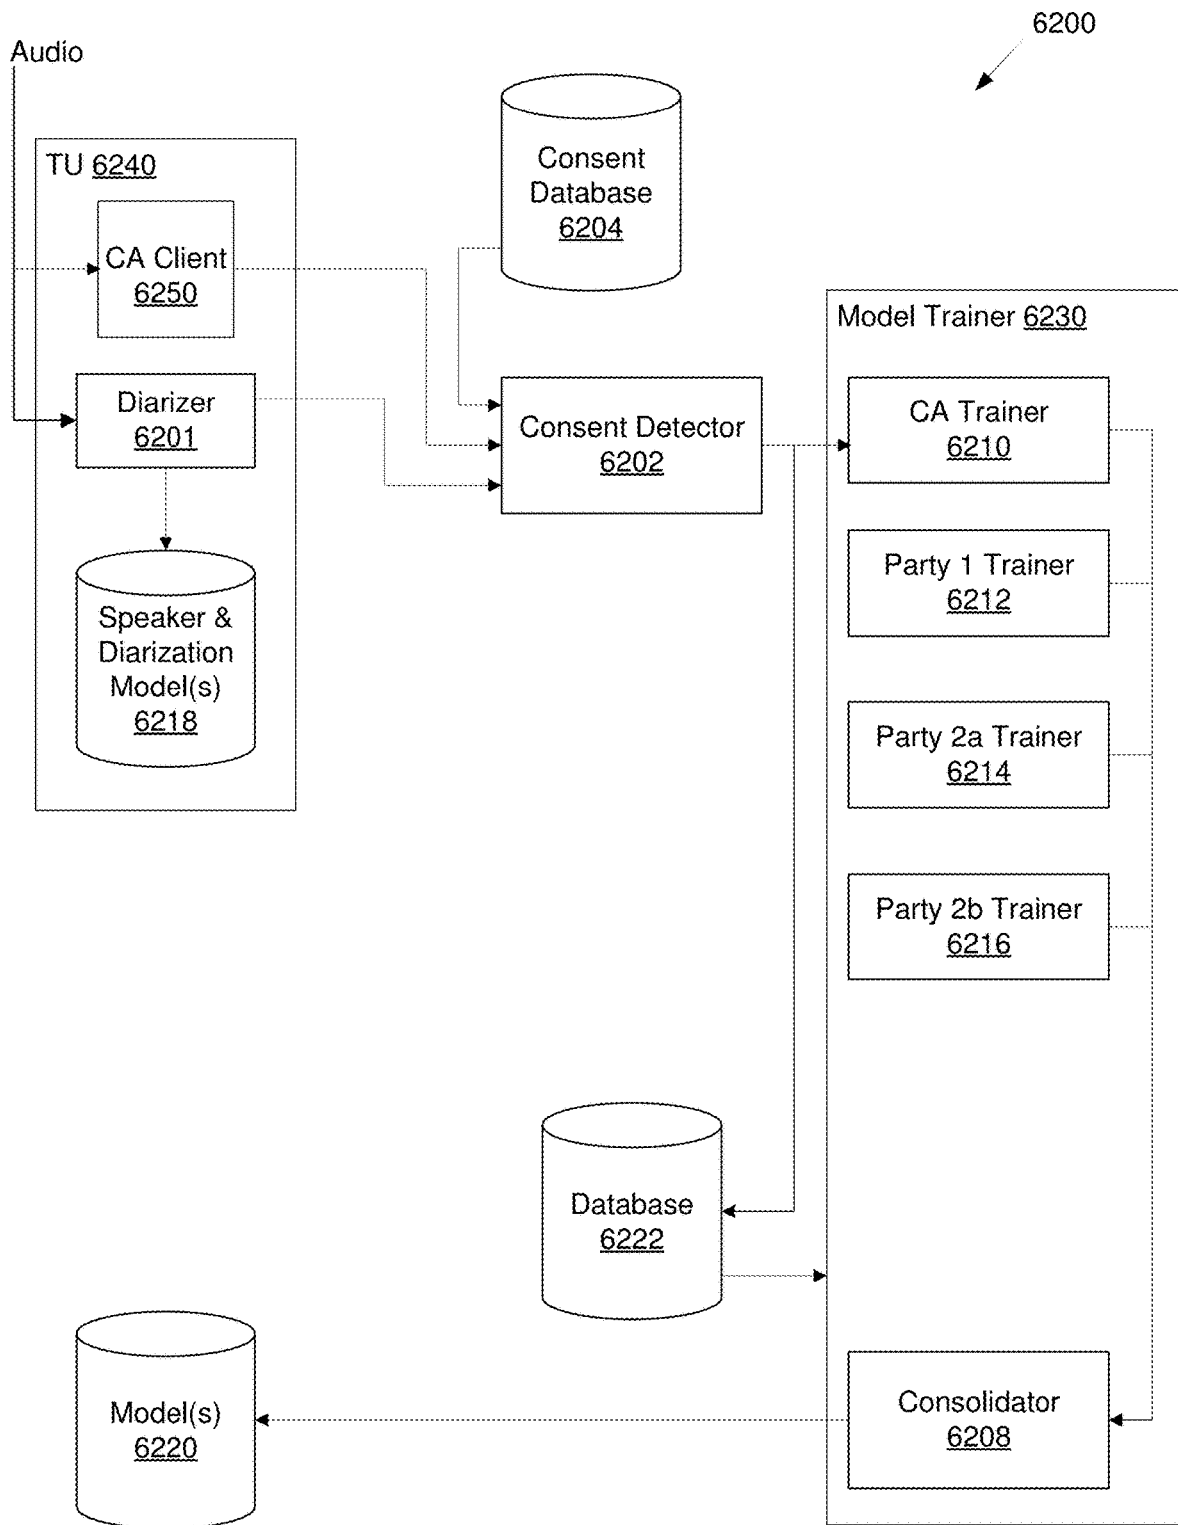 6200
Audio
TU 6240
CA Client
6250
Diarizer
6201
Speaker &
Diarization
Model(s)
6218
Consent
Database
6204
Consent Detector
6202
Model Trainer 6230
CA Trainer
6210
Party 1 Trainer
6212
Party 2a Trainer
6214
Party 2b Trainer
6216
Database
6222
Consolidator
6208
Model(s)
6220